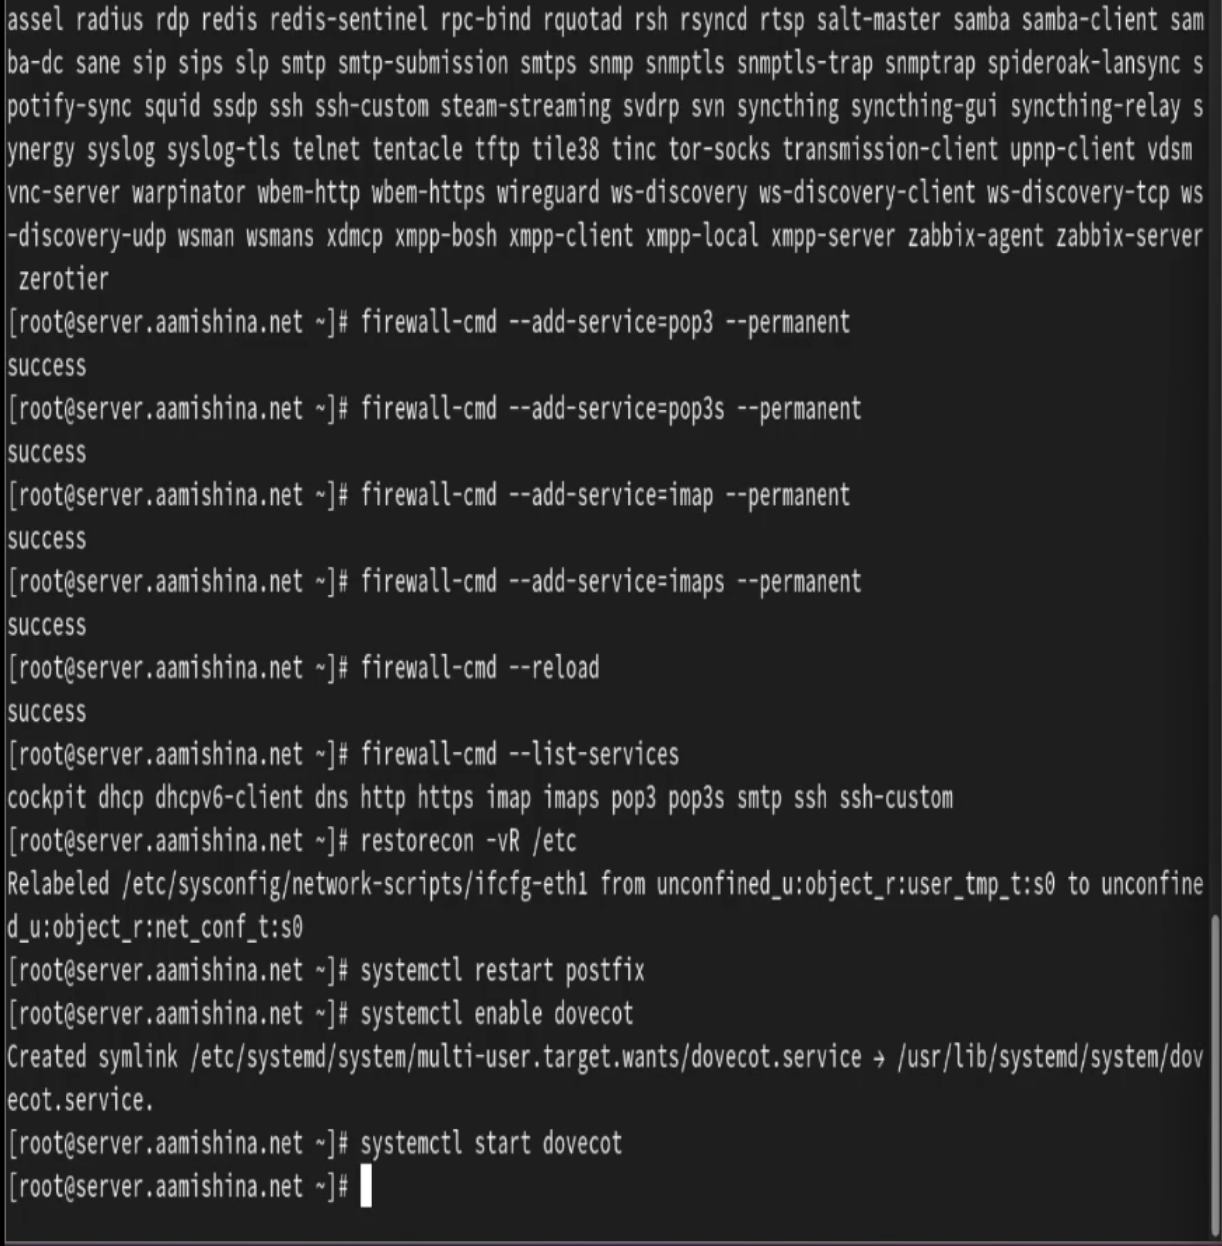 assel radius rdp redis redis-sentinel rpc-bind rquotad rsh rsyncd rtsp salt-master samba samba-client sam
ba-dc sane sip sips slp smtp smtp-submission smtps snmp snmptls snmptls-trap snmptrap spideroak-lansync s
potify-sync squid ssdp ssh ssh-custom steam-streaming svdrp svn syncthing syncthing-gui syncthing-relay s
ynergy syslog syslog-tls telnet tentacle tftp tile38 tinc tor-socks transmission-client upnp-client vdsm
vnc-server warpinator wbem-http wbem-https wireguard ws-discovery ws-discovery-client ws-discovery-tcp ws
-discovery-udp wsman wsmans xdmcp xmpp-bosh xmpp-client xmpp-local xmpp-server zabbix-agent zabbix-server
 zerotier
[root@server.aamishina.net ~]# firewall-cmd --add-service=pop3 --permanent
success
[root@server.aamishina.net ~]# firewall-cmd --add-service=pop3s --permanent
success
[root@server.aamishina.net ~]# firewall-cmd --add-service=imap --permanent
success
[root@server.aamishina.net ~]# firewall-cmd --add-service=imaps --permanent
success
[root@server.aamishina.net ~]# firewall-cmd --reload
success
[root@server.aamishina.net ~]# firewall-cmd --list-services
cockpit dhcp dhcpv6-client dns http https imap imaps pop3 pop3s smtp ssh ssh-custom
[root@server.aamishina.net ~]# restorecon -vR /etc
Relabeled /etc/sysconfig/network-scripts/ifcfg-eth1 from unconfined_u:object_r:user_tmp_t:s0 to unconfine
d_u:object_r:net_conf_t:s0
[root@server.aamishina.net ~]# systemctl restart postfix
[root@server.aamishina.net ~]# systemctl enable dovecot
Created symlink /etc/systemd/system/multi-user.target.wants/dovecot.service → /usr/lib/systemd/system/dov
ecot.service.
[root@server.aamishina.net ~]# systemctl start dovecot
[root@server.aamishina.net ~]#